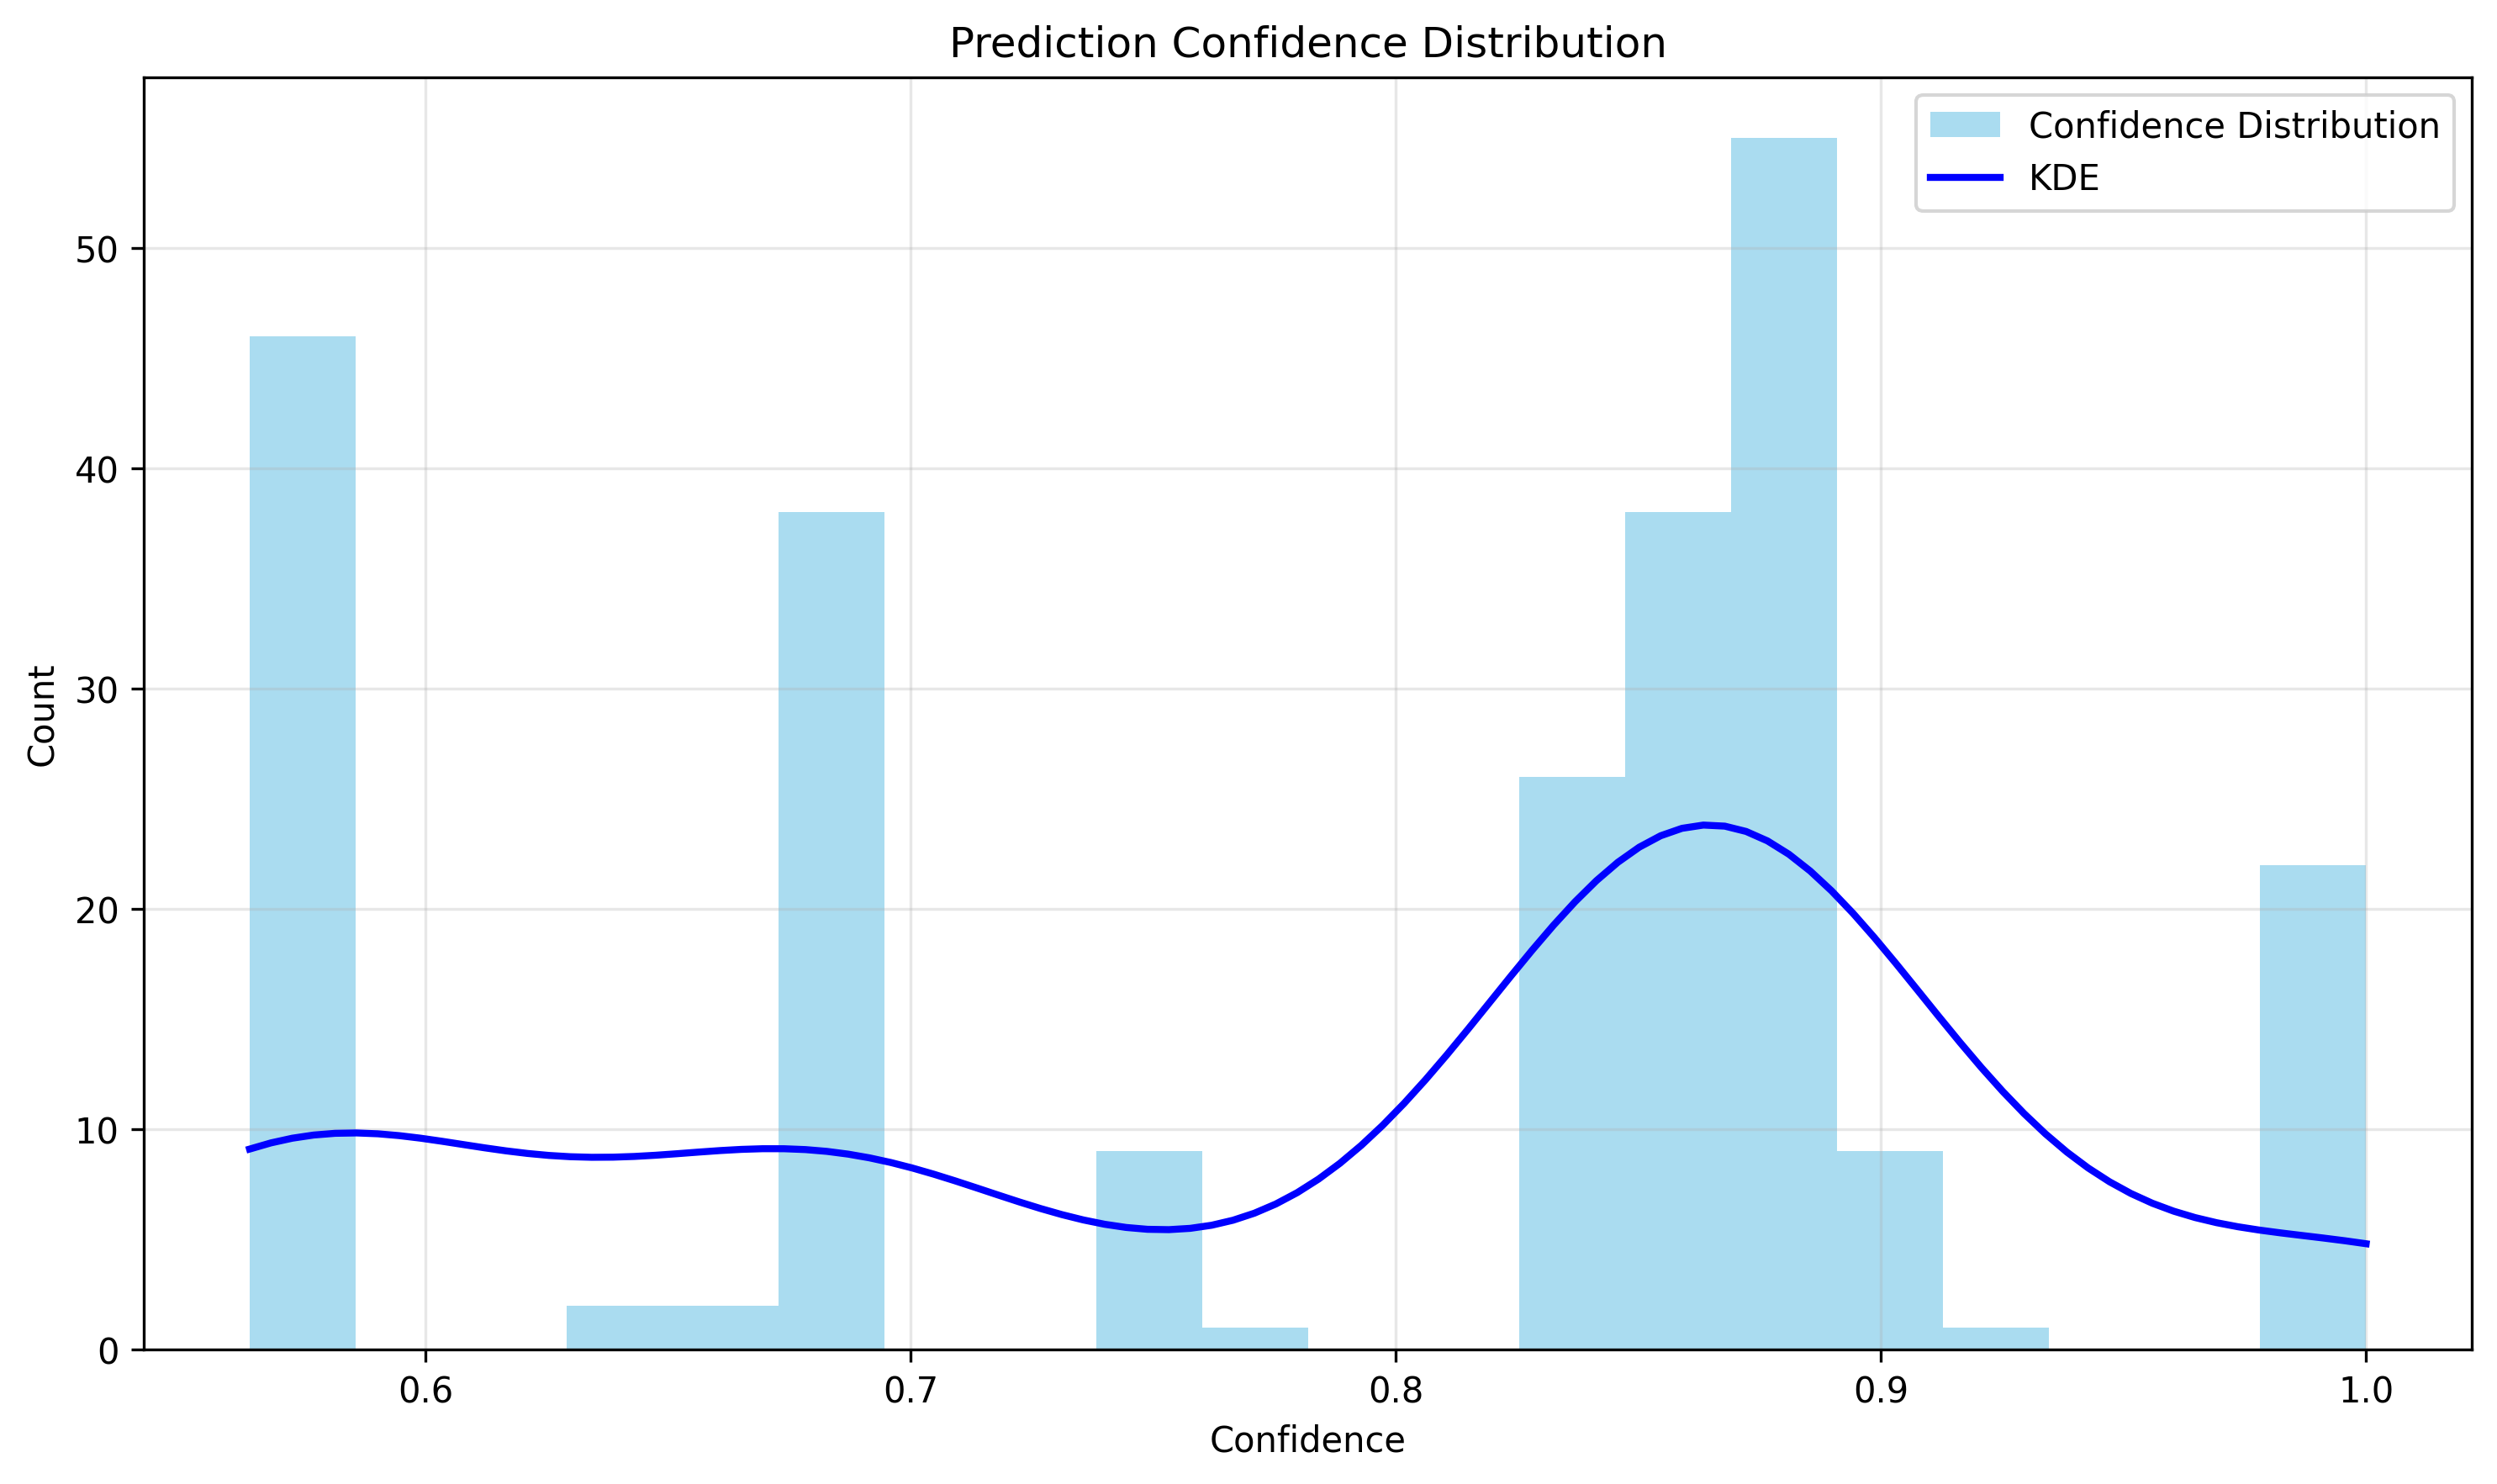 Prediction Confidence Distribution
Confidence Distribution
KDE
50
40
30
20
10
0
Count
0.6 0.7 0.8 0.9 1.0
Confidence